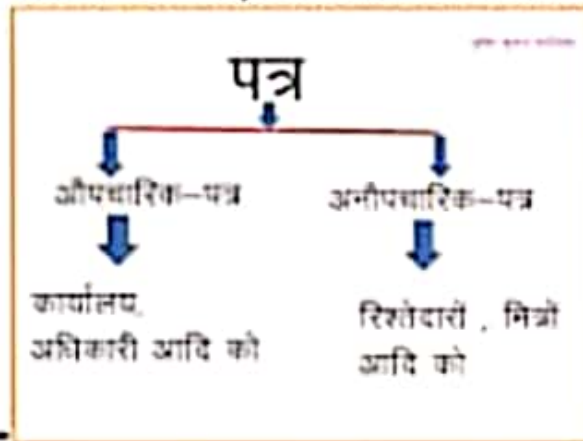 पत्र
औपचारिक-पत्र
अनौपचारिक-पत्र
कार्यालय,
अधिकारी आदि को
रिश्तेदारों , मित्रों
आदि को